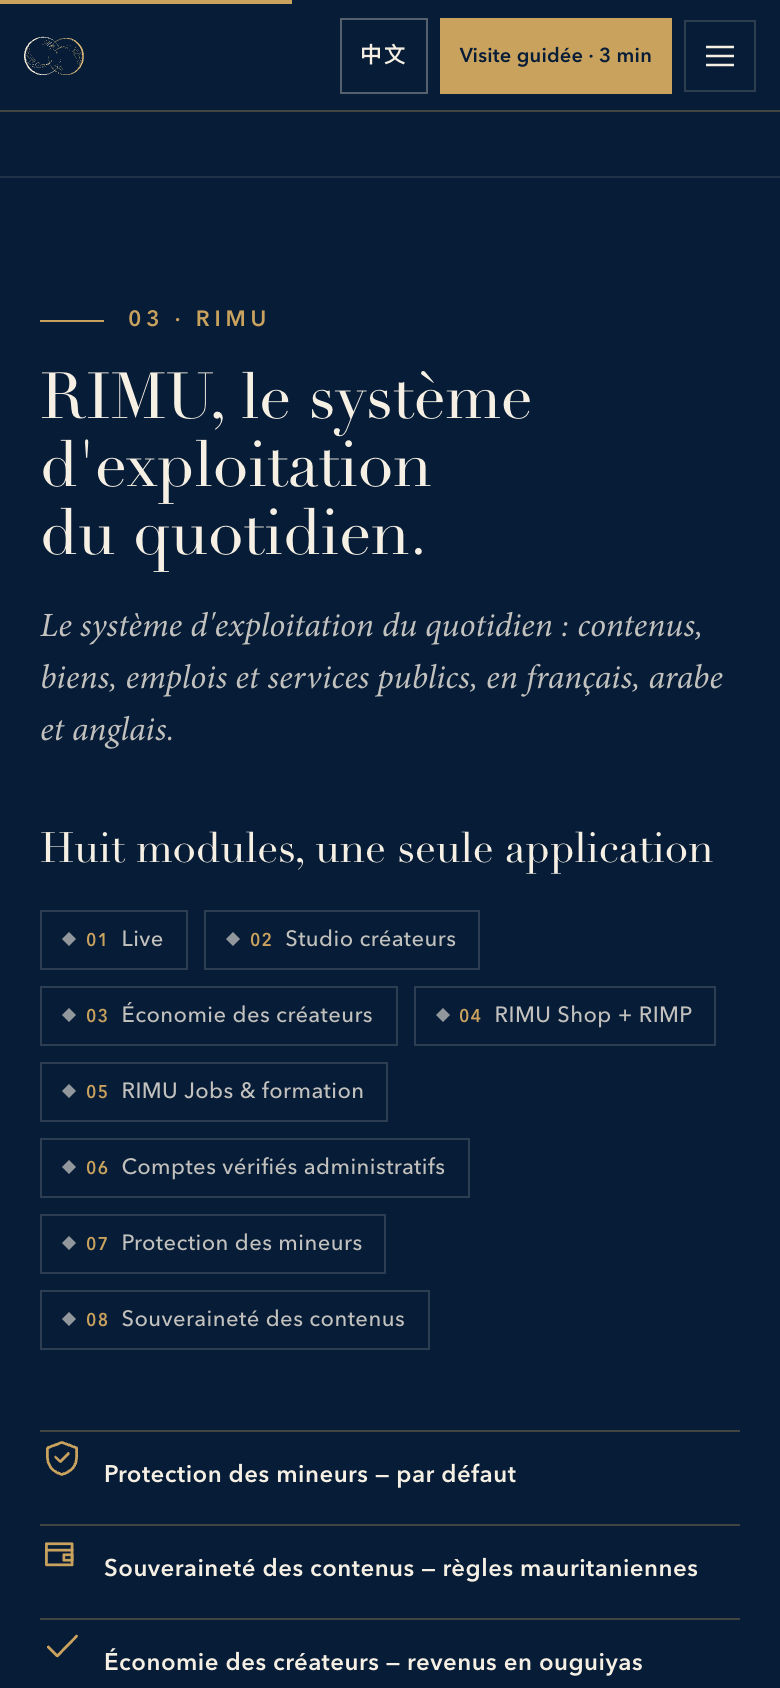 中文
Visite guidée · 3 min
03 · RIMU
RIMU, le système
d'exploitation
du quotidien.
Le système d'exploitation du quotidien : contenus,
biens, emplois et services publics, en français, arabe
et anglais.
Huit modules, une seule application
01 Live
02 Studio créateurs
03 Économie des créateurs
04 RIMU Shop + RIMP
05 RIMU Jobs & formation
06 Comptes vérifiés administratifs
07 Protection des mineurs
08 Souveraineté des contenus
Protection des mineurs – par défaut
Souveraineté des contenus – règles mauritaniennes
Économie des créateurs – revenus en ouguiyas